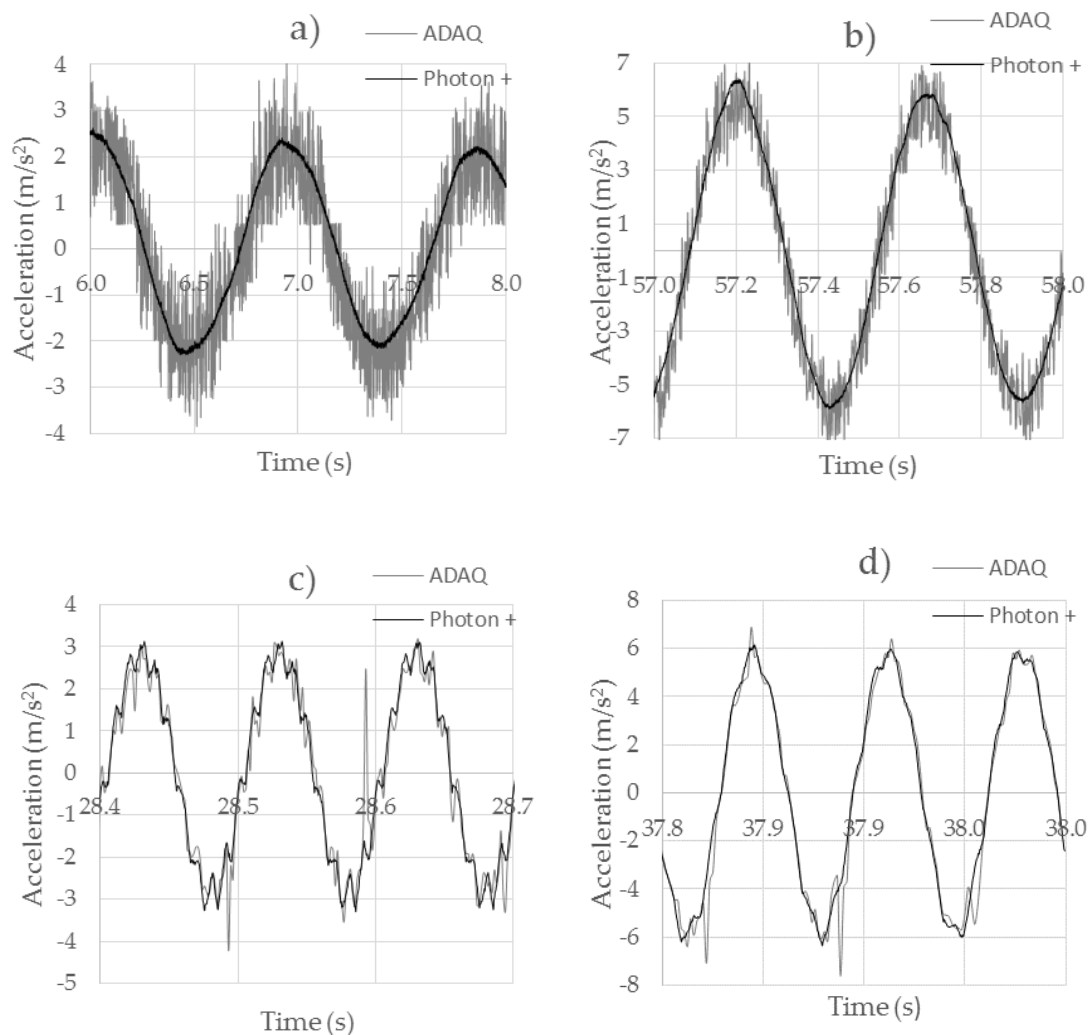 a)
ADAQ
Photon +
4
3
2
1
0
-1
-2
-3
-4
6.0
6.5
7.0
7.5
8.0
Acceleration (m/s²)
Time (s)
b)
ADAQ
Photon +
7
5
3
1
-1
-3
-5
-7
57.0
57.2
57.4
57.6
57.8
58.0
Acceleration (m/s²)
Time (s)
c)
ADAQ
Photon +
4
3
2
1
0
-1
-2
-3
-4
-5
28.4
28.5
28.6
28.7
Acceleration (m/s²)
Time (s)
d)
ADAQ
Photon +
8
6
4
2
0
-2
-4
-6
-8
37.8
37.9
37.9
38.0
38.0
Acceleration (m/s²)
Time (s)